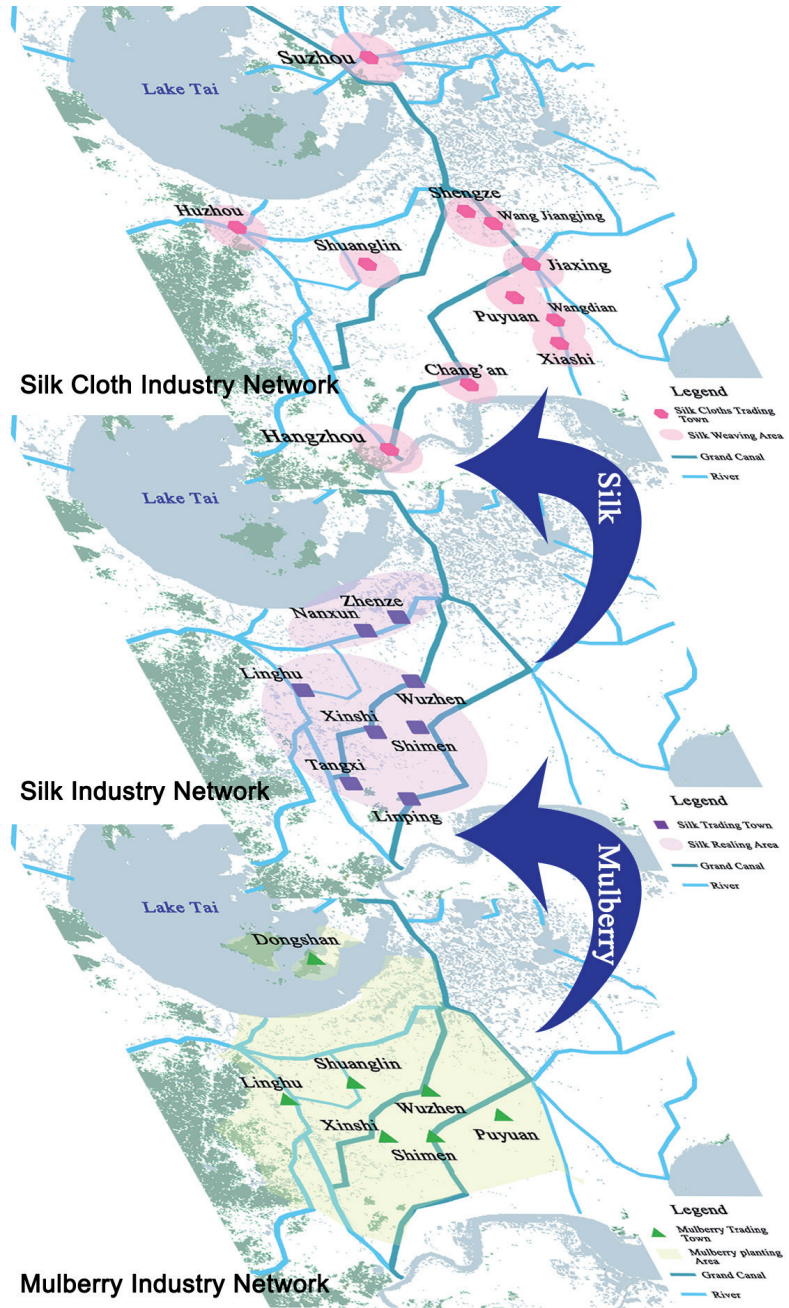 Suzhou
Lake Tai
Shengze
Huzhou
Wang Jiangjing
Shuanglin
Jiaxing
Puyuan
Wangdian
Xiashi
Chang'an
Silk Cloth Industry Network
Legend
Silk Cloths Trading
Town
Silk Weaving Area
Grand Canal
River
Hangzhou
Silk
Lake Tai
Zhenze
Nanxun
Linghu
Wuzhen
Xinshi
Shimen
Tangxi
Linping
Silk Industry Network
Legend
Silk Trading Town
Silk Realing Area
Grand Canal
River
Mulberry
Lake Tai
Dongshan
Shuanglin
Linghu
Wuzhen
Xinshi
Shimen
Puyuan
Legend
Mulberry Trading
Town
Mulberry planting
Area
Grand Canal
River
Mulberry Industry Network